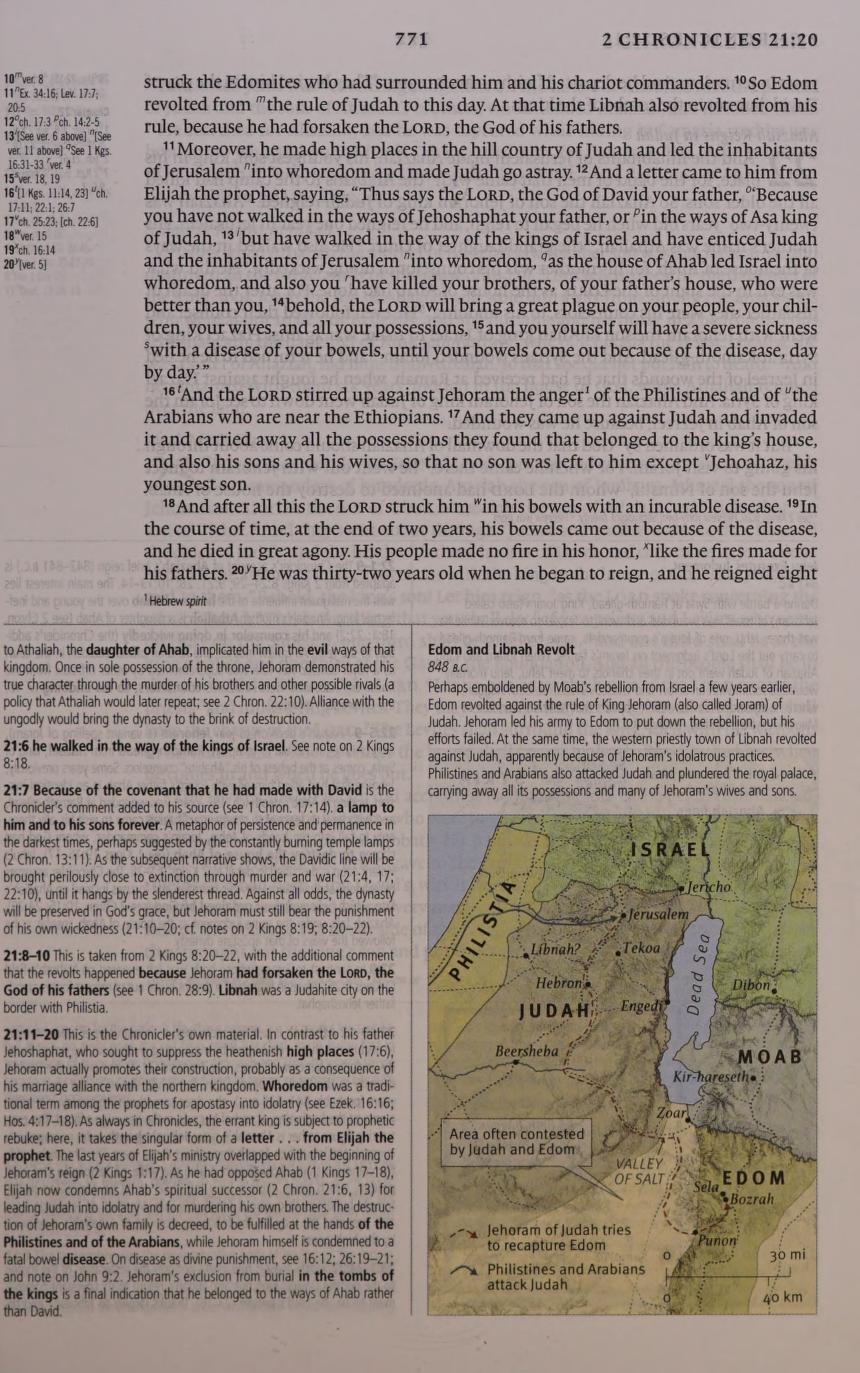 771
2 CHRONICLES 21:20
10 m ver. 8
11 n Ex. 34:16; Lev. 17:7;
20:5
12 o ch. 17:3 p ch. 14:2-5
13 l [See ver. 6 above] n [See
ver. 11 above] q See 1 Kgs.
16:31-33 r ver. 4
15 s ver. 18, 19
16 t [1 Kgs. 11:14, 23] u ch.
17:11; 22:1; 26:7
17 v ch. 25:23; [ch. 22:6]
18 w ver. 15
19 x ch. 16:14
20 y [ver. 5]
struck the Edomites who had surrounded him and his chariot commanders. 10 So Edom
revolted from m the rule of Judah to this day. At that time Libnah also revolted from his
rule, because he had forsaken the LORD, the God of his fathers.
11 Moreover, he made high places in the hill country of Judah and led the inhabitants
of Jerusalem n into whoredom and made Judah go astray. 12 And a letter came to him from
Elijah the prophet, saying, “Thus says the LORD, the God of David your father, o ‘Because
you have not walked in the ways of Jehoshaphat your father, or p in the ways of Asa king
of Judah, 13 l but have walked in the way of the kings of Israel and have enticed Judah
and the inhabitants of Jerusalem n into whoredom, q as the house of Ahab led Israel into
whoredom, and also you r have killed your brothers, of your father’s house, who were
better than you, 14 behold, the LORD will bring a great plague on your people, your chil-
dren, your wives, and all your possessions, 15 and you yourself will have a severe sickness
s with a disease of your bowels, until your bowels come out because of the disease, day
by day.’”
16 t And the LORD stirred up against Jehoram the anger 1 of the Philistines and of u the
Arabians who are near the Ethiopians. 17 And they came up against Judah and invaded
it and carried away all the possessions they found that belonged to the king’s house,
and also his sons and his wives, so that no son was left to him except v Jehoahaz, his
youngest son.
18 And after all this the LORD struck him w in his bowels with an incurable disease. 19 In
the course of time, at the end of two years, his bowels came out because of the disease,
and he died in great agony. His people made no fire in his honor, x like the fires made for
his fathers. 20 y He was thirty-two years old when he began to reign, and he reigned eight
1 Hebrew spirit
to Athaliah, the daughter of Ahab, implicated him in the evil ways of that
kingdom. Once in sole possession of the throne, Jehoram demonstrated his
true character through the murder of his brothers and other possible rivals (a
policy that Athaliah would later repeat; see 2 Chron. 22:10). Alliance with the
ungodly would bring the dynasty to the brink of destruction.
21:6 he walked in the way of the kings of Israel. See note on 2 Kings
8:18.
21:7 Because of the covenant that he had made with David is the
Chronicler’s comment added to his source (see 1 Chron. 17:14). a lamp to
him and to his sons forever. A metaphor of persistence and permanence in
the darkest times, perhaps suggested by the constantly burning temple lamps
(2 Chron. 13:11). As the subsequent narrative shows, the Davidic line will be
brought perilously close to extinction through murder and war (21:4, 17;
22:10), until it hangs by the slenderest thread. Against all odds, the dynasty
will be preserved in God’s grace, but Jehoram must still bear the punishment
of his own wickedness (21:10–20; cf. notes on 2 Kings 8:19; 8:20–22).
21:8–10 This is taken from 2 Kings 8:20–22, with the additional comment
that the revolts happened because Jehoram had forsaken the LORD, the
God of his fathers (see 1 Chron. 28:9). Libnah was a Judahite city on the
border with Philistia.
21:11–20 This is the Chronicler’s own material. In contrast to his father
Jehoshaphat, who sought to suppress the heathenish high places (17:6),
Jehoram actually promotes their construction, probably as a consequence of
his marriage alliance with the northern kingdom. Whoredom was a tradi-
tional term among the prophets for apostasy into idolatry (see Ezek. 16:16;
Hos. 4:17–18). As always in Chronicles, the errant king is subject to prophetic
rebuke; here, it takes the singular form of a letter . . . from Elijah the
prophet. The last years of Elijah’s ministry overlapped with the beginning of
Jehoram’s reign (2 Kings 1:17). As he had opposed Ahab (1 Kings 17–18),
Elijah now condemns Ahab’s spiritual successor (2 Chron. 21:6, 13) for
leading Judah into idolatry and for murdering his own brothers. The destruc-
tion of Jehoram’s own family is decreed, to be fulfilled at the hands of the
Philistines and of the Arabians, while Jehoram himself is condemned to a
fatal bowel disease. On disease as divine punishment, see 16:12; 26:19–21;
and note on John 9:2. Jehoram’s exclusion from burial in the tombs of
the kings is a final indication that he belonged to the ways of Ahab rather
than David.
Edom and Libnah Revolt
848 B.C.
Perhaps emboldened by Moab’s rebellion from Israel a few years earlier,
Edom revolted against the rule of King Jehoram (also called Joram) of
Judah. Jehoram led his army to Edom to put down the rebellion, but his
efforts failed. At the same time, the western priestly town of Libnah revolted
against Judah, apparently because of Jehoram’s idolatrous practices.
Philistines and Arabians also attacked Judah and plundered the royal palace,
carrying away all its possessions and many of Jehoram’s wives and sons.
ISRAEL
Jericho
Jerusalem
PHILISTIA
Libnah?
Tekoa
Dead Sea
Hebron
Dibon
JUDAH
Engedi
Beersheba
MOAB
Kir-hareseth
Zoar
Area often contested
by Judah and Edom
VALLEY
OF SALT
EDOM
Sela
Bozrah
Punon
Jehoram of Judah tries
to recapture Edom
Philistines and Arabians
attack Judah
0
30 mi
0
40 km